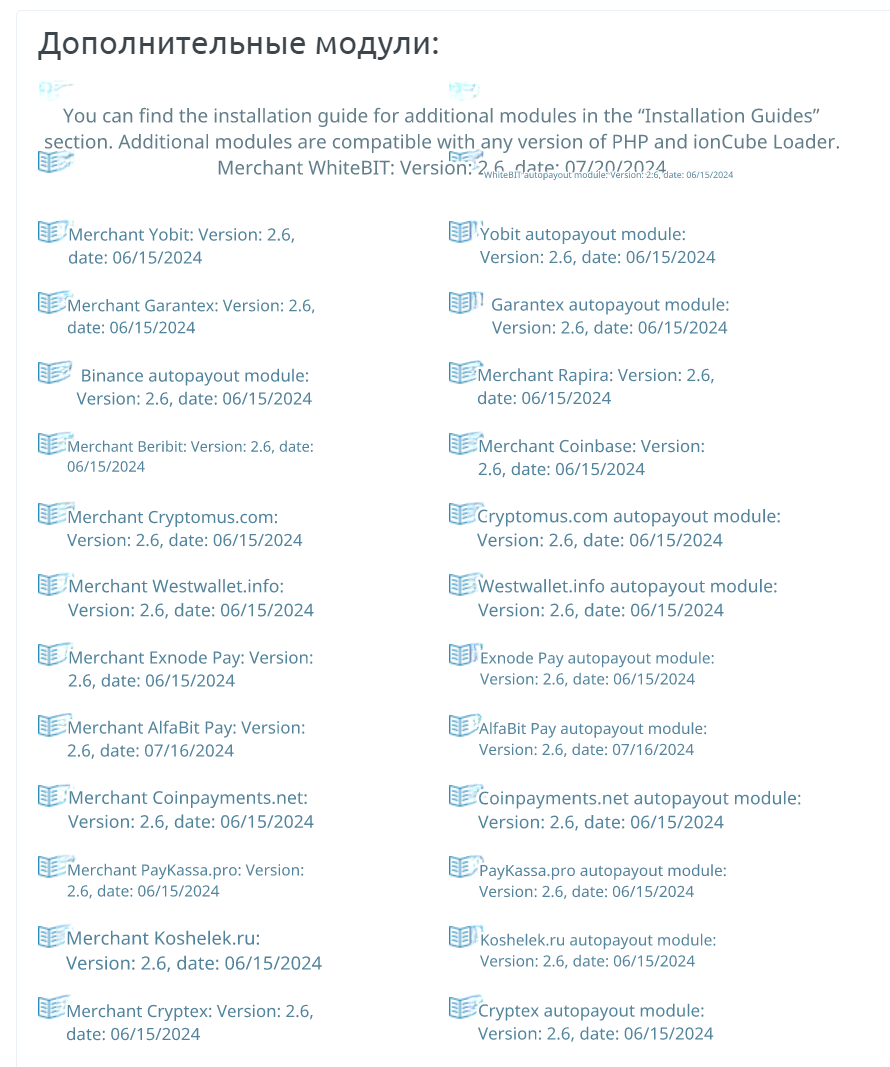 Дополнительные модули:
You can find the installation guide for additional modules in the “Installation Guides”
section. Additional modules are compatible with any version of PHP and ionCube Loader.
Merchant WhiteBIT: Version: 2.6, date: 07/20/2024
WhiteBIT autopayout module: Version: 2.6, date: 06/15/2024
Merchant Yobit: Version: 2.6,
date: 06/15/2024
Yobit autopayout module:
Version: 2.6, date: 06/15/2024
Merchant Garantex: Version: 2.6,
date: 06/15/2024
Garantex autopayout module:
Version: 2.6, date: 06/15/2024
Binance autopayout module:
Version: 2.6, date: 06/15/2024
Merchant Rapira: Version: 2.6,
date: 06/15/2024
Merchant Beribit: Version: 2.6, date:
06/15/2024
Merchant Coinbase: Version:
2.6, date: 06/15/2024
Merchant Cryptomus.com:
Version: 2.6, date: 06/15/2024
Cryptomus.com autopayout module:
Version: 2.6, date: 06/15/2024
Merchant Westwallet.info:
Version: 2.6, date: 06/15/2024
Westwallet.info autopayout module:
Version: 2.6, date: 06/15/2024
Merchant Exnode Pay: Version:
2.6, date: 06/15/2024
Exnode Pay autopayout module:
Version: 2.6, date: 06/15/2024
Merchant AlfaBit Pay: Version:
2.6, date: 07/16/2024
AlfaBit Pay autopayout module:
Version: 2.6, date: 07/16/2024
Merchant Coinpayments.net:
Version: 2.6, date: 06/15/2024
Coinpayments.net autopayout module:
Version: 2.6, date: 06/15/2024
Merchant PayKassa.pro: Version:
2.6, date: 06/15/2024
PayKassa.pro autopayout module:
Version: 2.6, date: 06/15/2024
Merchant Koshelek.ru:
Version: 2.6, date: 06/15/2024
Koshelek.ru autopayout module:
Version: 2.6, date: 06/15/2024
Merchant Cryptex: Version: 2.6,
date: 06/15/2024
Cryptex autopayout module:
Version: 2.6, date: 06/15/2024